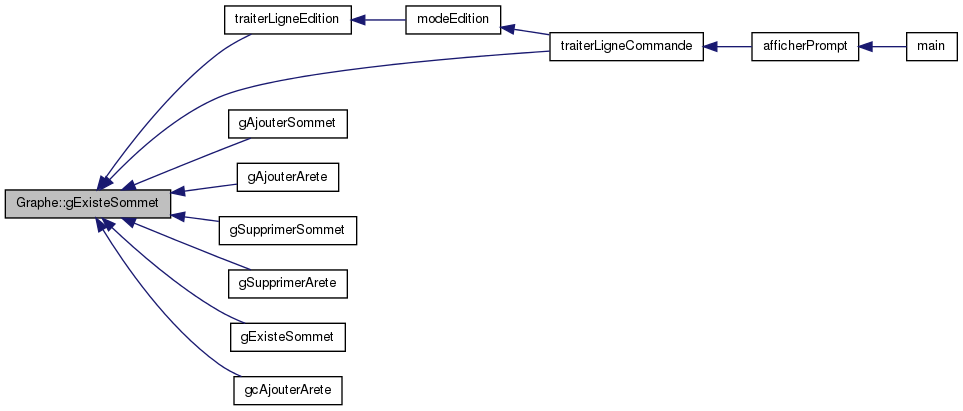 traiterLigneEdition
modeEdition
traiterLigneCommande
afficherPrompt
main
gAjouterSommet
gAjouterArete
Graphe::gExisteSommet
gSupprimerSommet
gSupprimerArete
gExisteSommet
gcAjouterArete